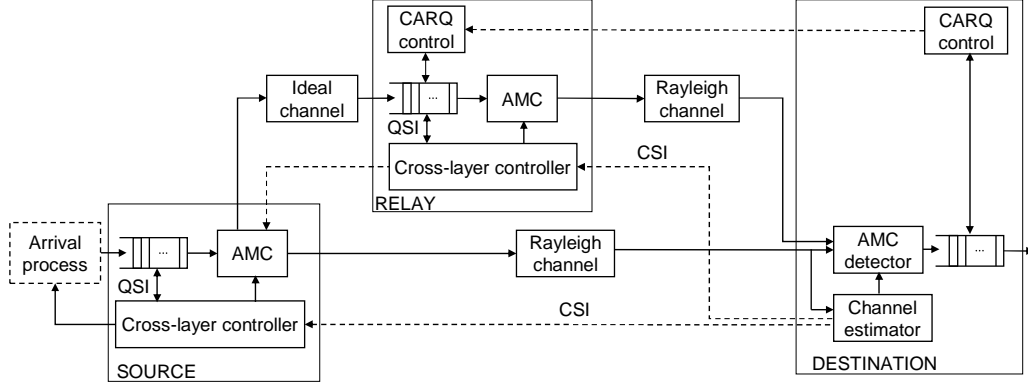 CARQ
control
CARQ
control
Ideal
channel
...
AMC
Rayleigh
channel
QSI
Cross-layer controller
CSI
RELAY
Arrival
process
...
AMC
Rayleigh
channel
AMC
detector
...
QSI
Cross-layer controller
CSI
Channel
estimator
SOURCE
DESTINATION